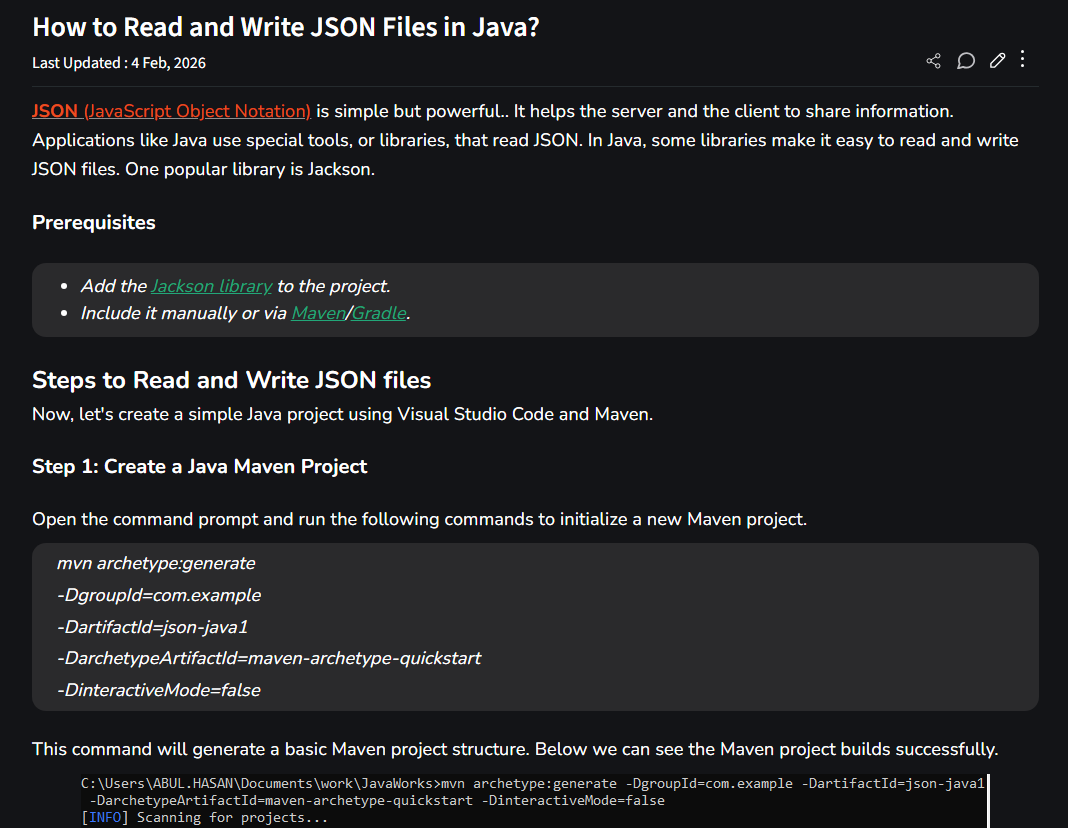 How to Read and Write JSON Files in Java?
Last Updated : 4 Feb, 2026
JSON (JavaScript Object Notation) is simple but powerful.. It helps the server and the client to share information.
Applications like Java use special tools, or libraries, that read JSON. In Java, some libraries make it easy to read and write
JSON files. One popular library is Jackson.
Prerequisites
• Add the Jackson library to the project.
• Include it manually or via Maven/Gradle.
Steps to Read and Write JSON files
Now, let's create a simple Java project using Visual Studio Code and Maven.
Step 1: Create a Java Maven Project
Open the command prompt and run the following commands to initialize a new Maven project.
mvn archetype:generate
-DgroupId=com.example
-DartifactId=json-java1
-DarchetypeArtifactId=maven-archetype-quickstart
-DinteractiveMode=false
This command will generate a basic Maven project structure. Below we can see the Maven project builds successfully.
C:\Users\ABUL.HASAN\Documents\work\JavaWorks>mvn archetype:generate -DgroupId=com.example -DartifactId=json-java1
-DarchetypeArtifactId=maven-archetype-quickstart -DinteractiveMode=false
[INFO] Scanning for projects...